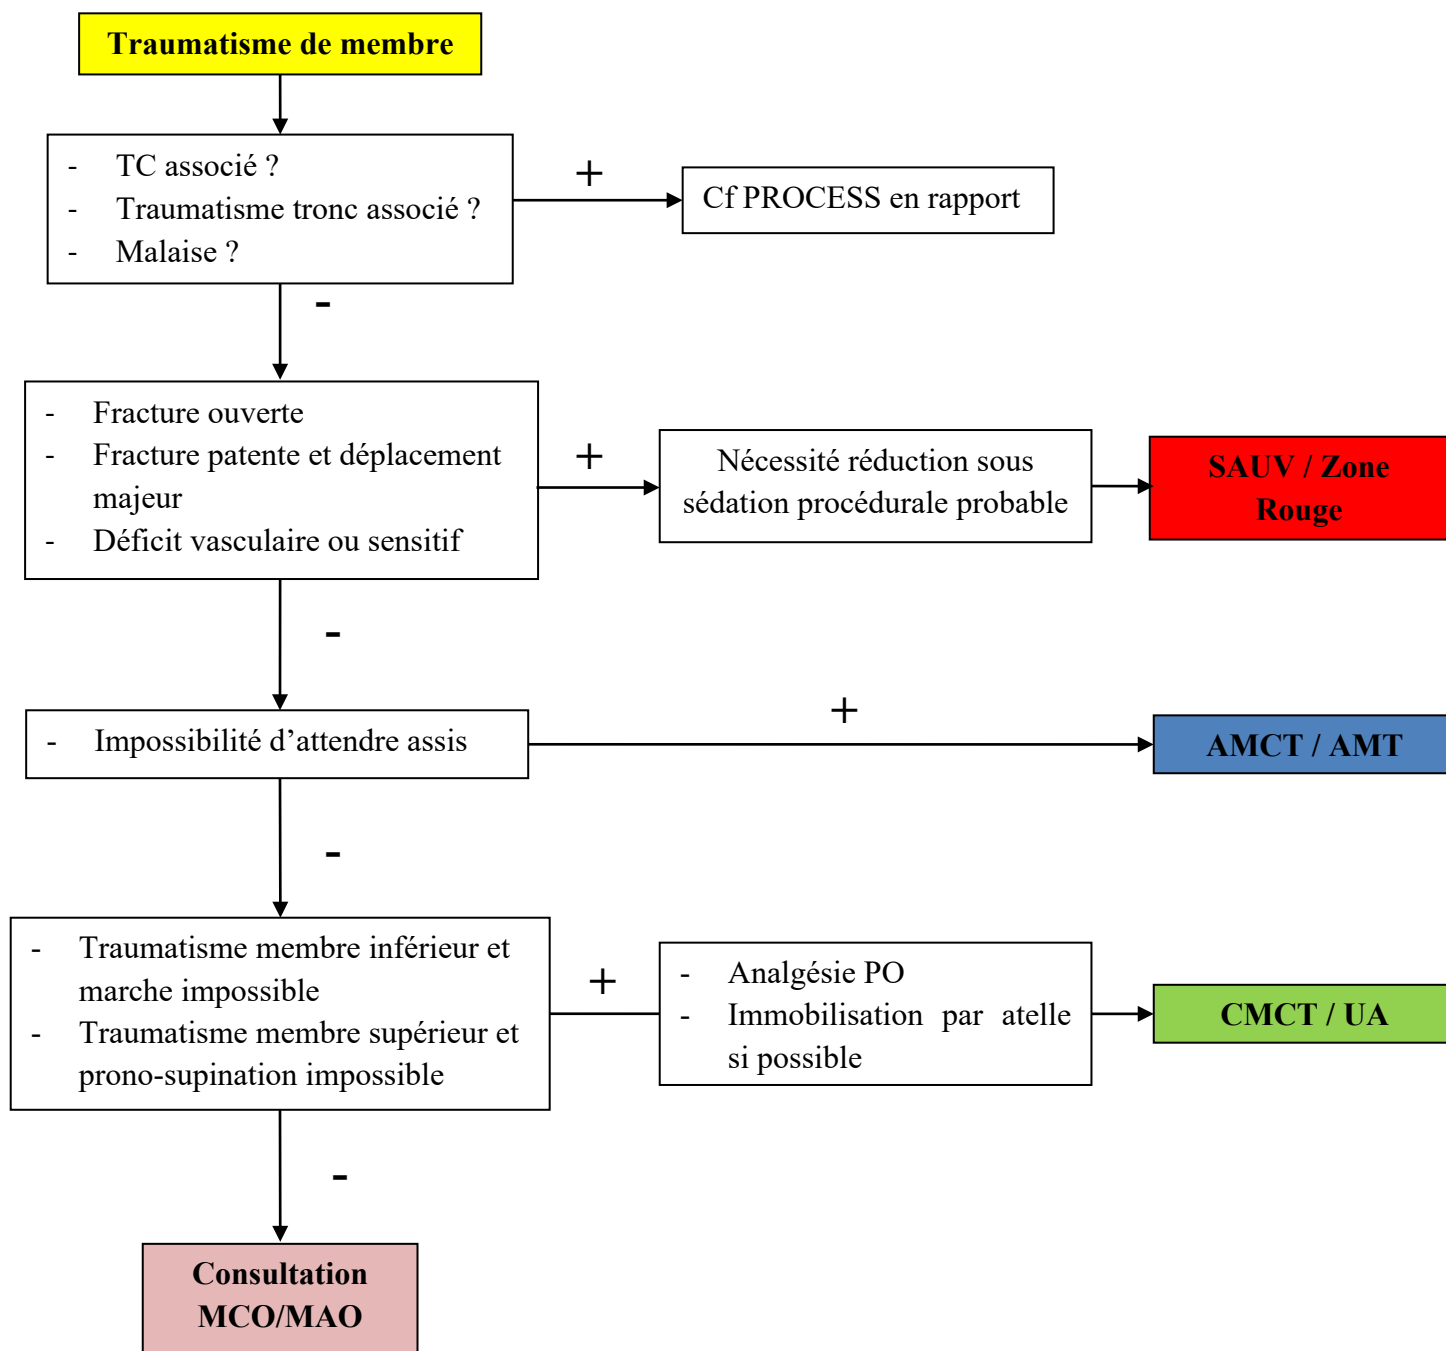 Traumatisme de membre
- TC associé ?
- Traumatisme tronc associé ?
- Malaise ?
+
Cf PROCESS en rapport
-
- Fracture ouverte
- Fracture patente et déplacement
majeur
- Déficit vasculaire ou sensitif
+
Nécessité réduction sous
sédation procédurale probable
SAUV / Zone
Rouge
-
- Impossibilité d’attendre assis
+
AMCT / AMT
-
- Traumatisme membre inférieur et
marche impossible
- Traumatisme membre supérieur et
prono-supination impossible
+
- Analgésie PO
- Immobilisation par atelle
si possible
CMCT / UA
-
Consultation
MCO/MAO